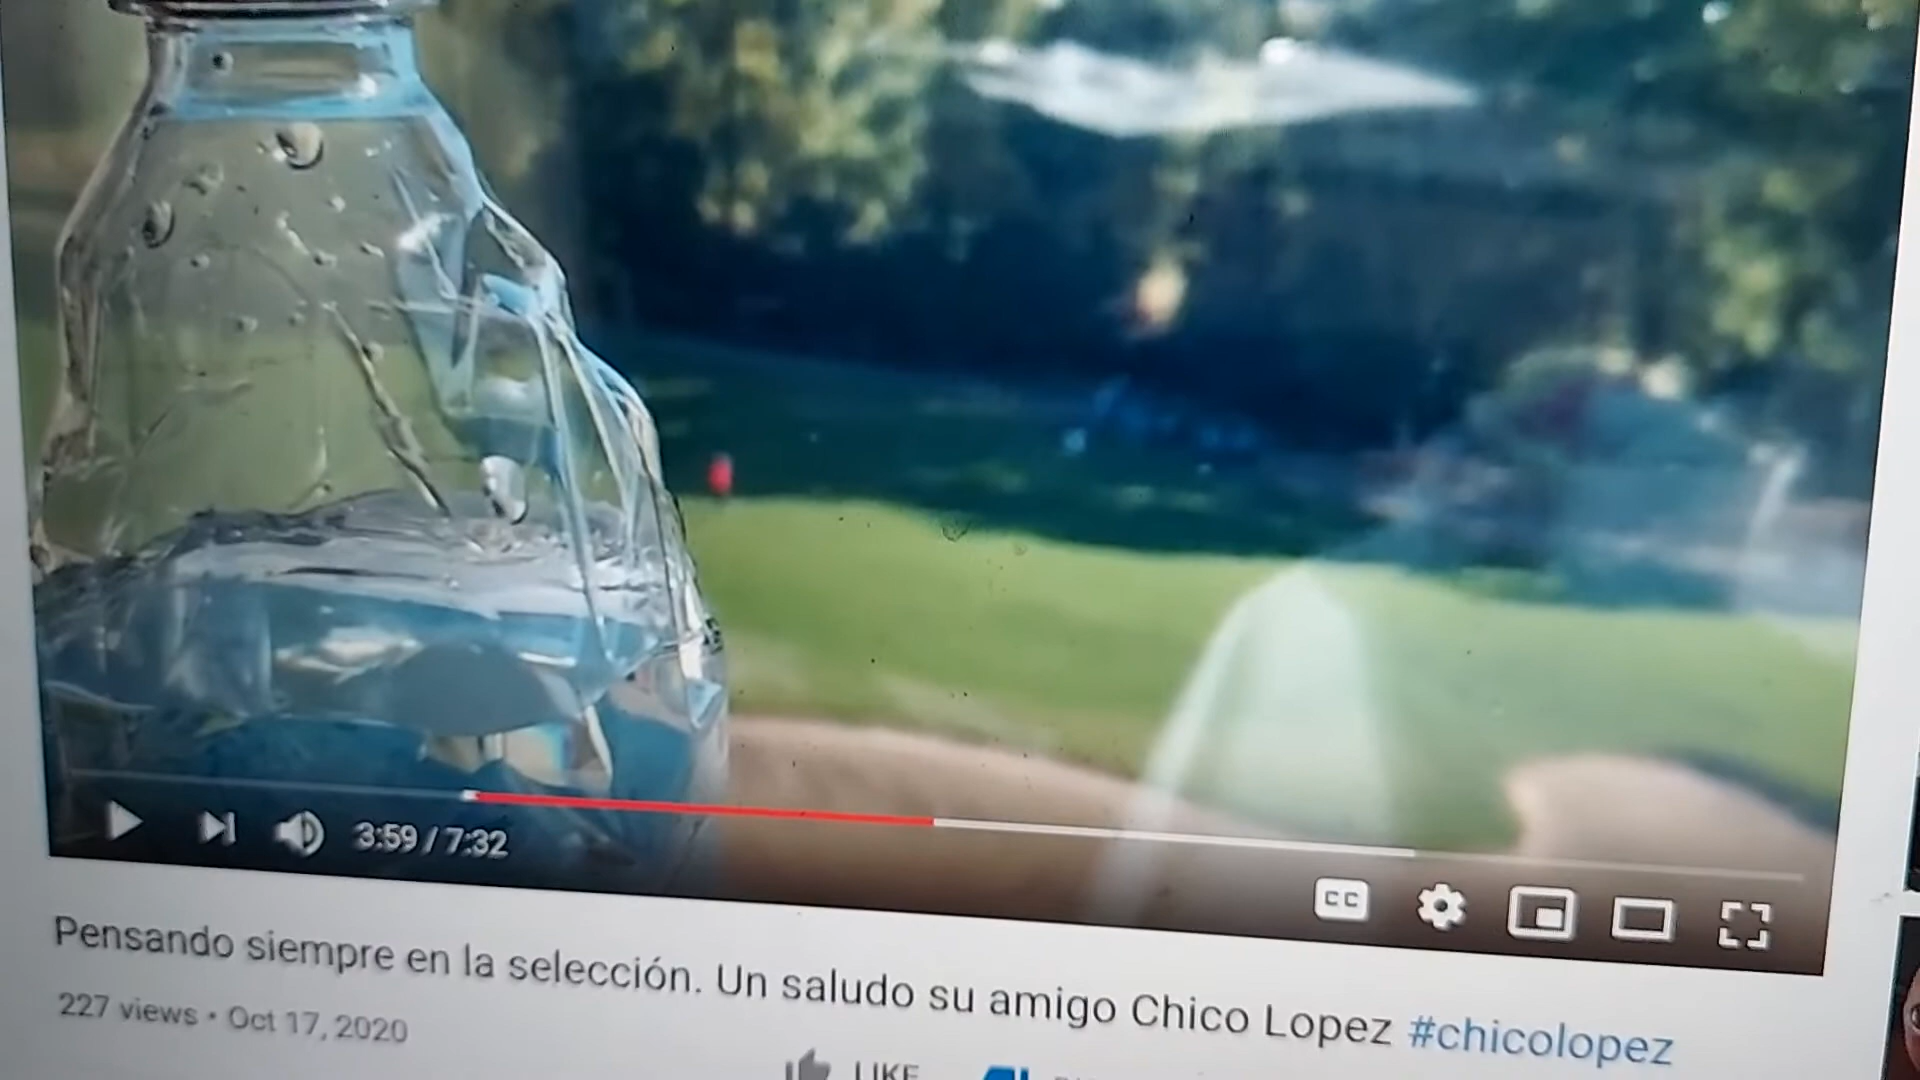 3:59 / 7:32
CC
Pensando siempre en la selección. Un saludo su amigo Chico Lopez #chicolopez
227 views • Oct 17, 2020
LIKE